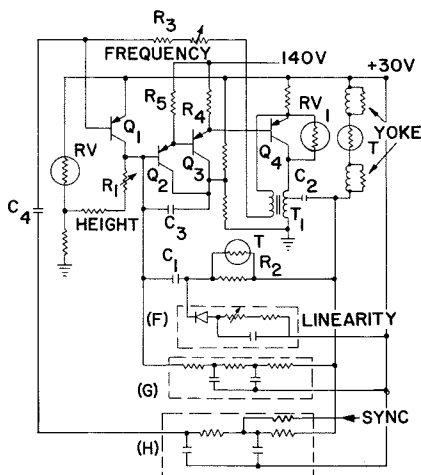 R3
FREQUENCY
140V
+30V
R5
R4
RV
1
Q1
Q4
YOKE
T
RV
Q2
Q3
C2
R1
T1
C4
HEIGHT
C3
C1
T
R2
(F)
LINEARITY
(G)
SYNC
(H)